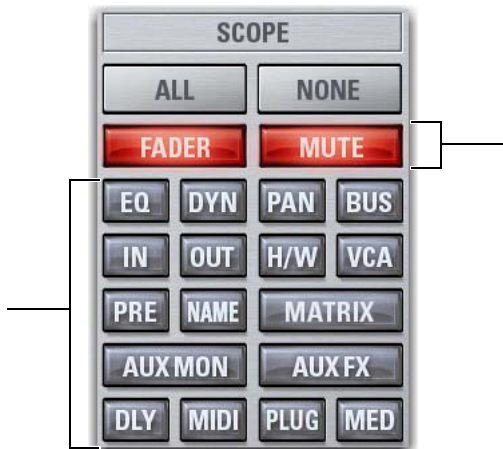 SCOPE
ALL NONE
FADER MUTE
EQ DYN PAN BUS
IN OUT H/W VCA
PRE NAME MATRIX
AUX MON AUX FX
DLY MIDI PLUG MED